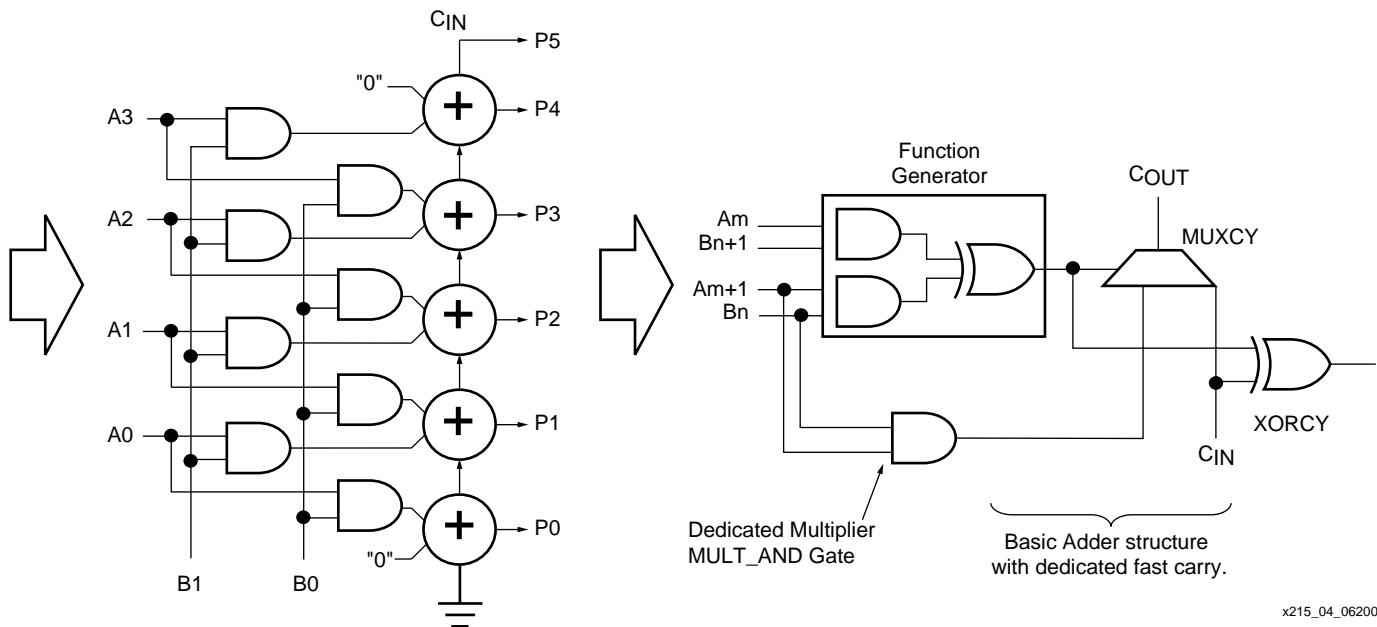 CIN
P5
"0"
P4
A3
P3
A2
P2
A1
P1
A0
P0
"0"
B1
B0
Function
Generator
COUT
MUXCY
Am
Bn+1
Am+1
Bn
XORCY
CIN
Dedicated Multiplier
MULT_AND Gate
Basic Adder structure
with dedicated fast carry.
x215_04_06200